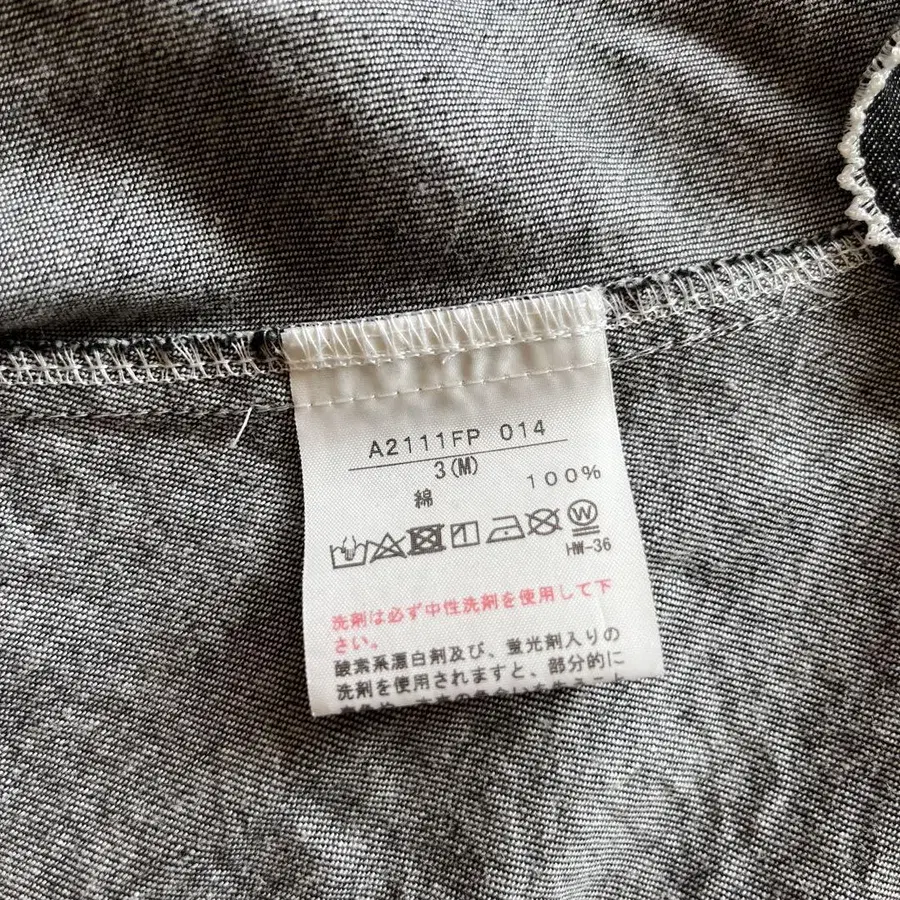 A2111FP 014
3(M)
綿 100%
W
HW-36
洗剤は必ず中性洗剤を使用して下
さい。
酸素系漂白剤及び、蛍光剤入りの
洗剤を使用されますと、部分的に